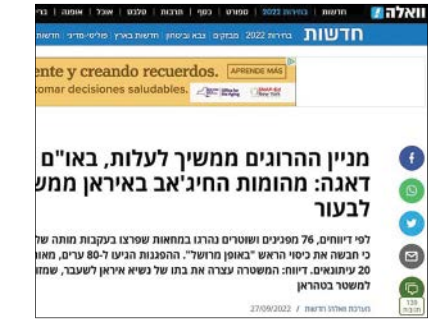 וואלה!
חדשות | בחירות 2022 | ספורט | כסף | תרבות | סלבס | אוכל | אופנה
חדשות
בחירות 2022 מבזקים צבא וביטחון חדשות בארץ פוליטי-מדיני חדשות
ente y creando recuerdos. APRENDE MÁS
omar decisiones saludables.
מניין ההרוגים ממשיך לעלות, באו"ם
דאגה: מהומות החיג'אב באיראן ממש
לבעור
לפי דיווחים, 76 מפגינים ושוטרים נהרגו במחאות שפרצו בעקבות מותה של
כי חבשה את כיסוי הראש "באופן מרושל". ההפגנות הגיעו ל-80 ערים, מאו
20 עיתונאים. דיווח: המשטרה עצרה את בתו של נשיא איראן לשעבר, שמו
למשטר בטהראן
מערכת וואלה! חדשות / 27/09/2022
139
תגובות